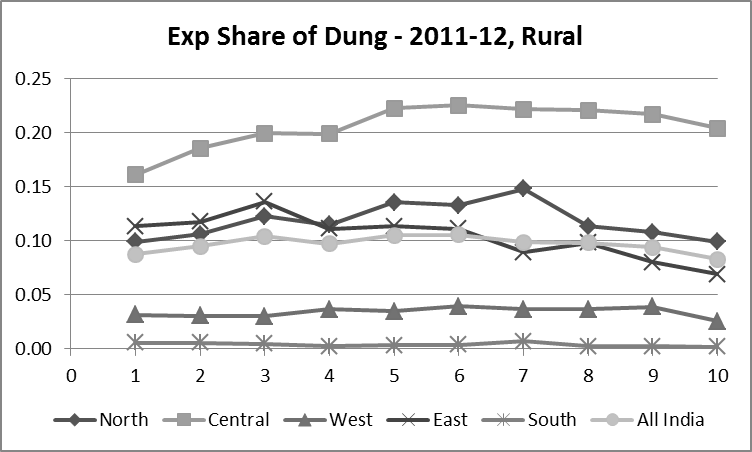 Exp Share of Dung - 2011-12, Rural
0.25
0.20
0.15
0.10
0.05
0.00
0 1 2 3 4 5 6 7 8 9 10
North Central West East South All India